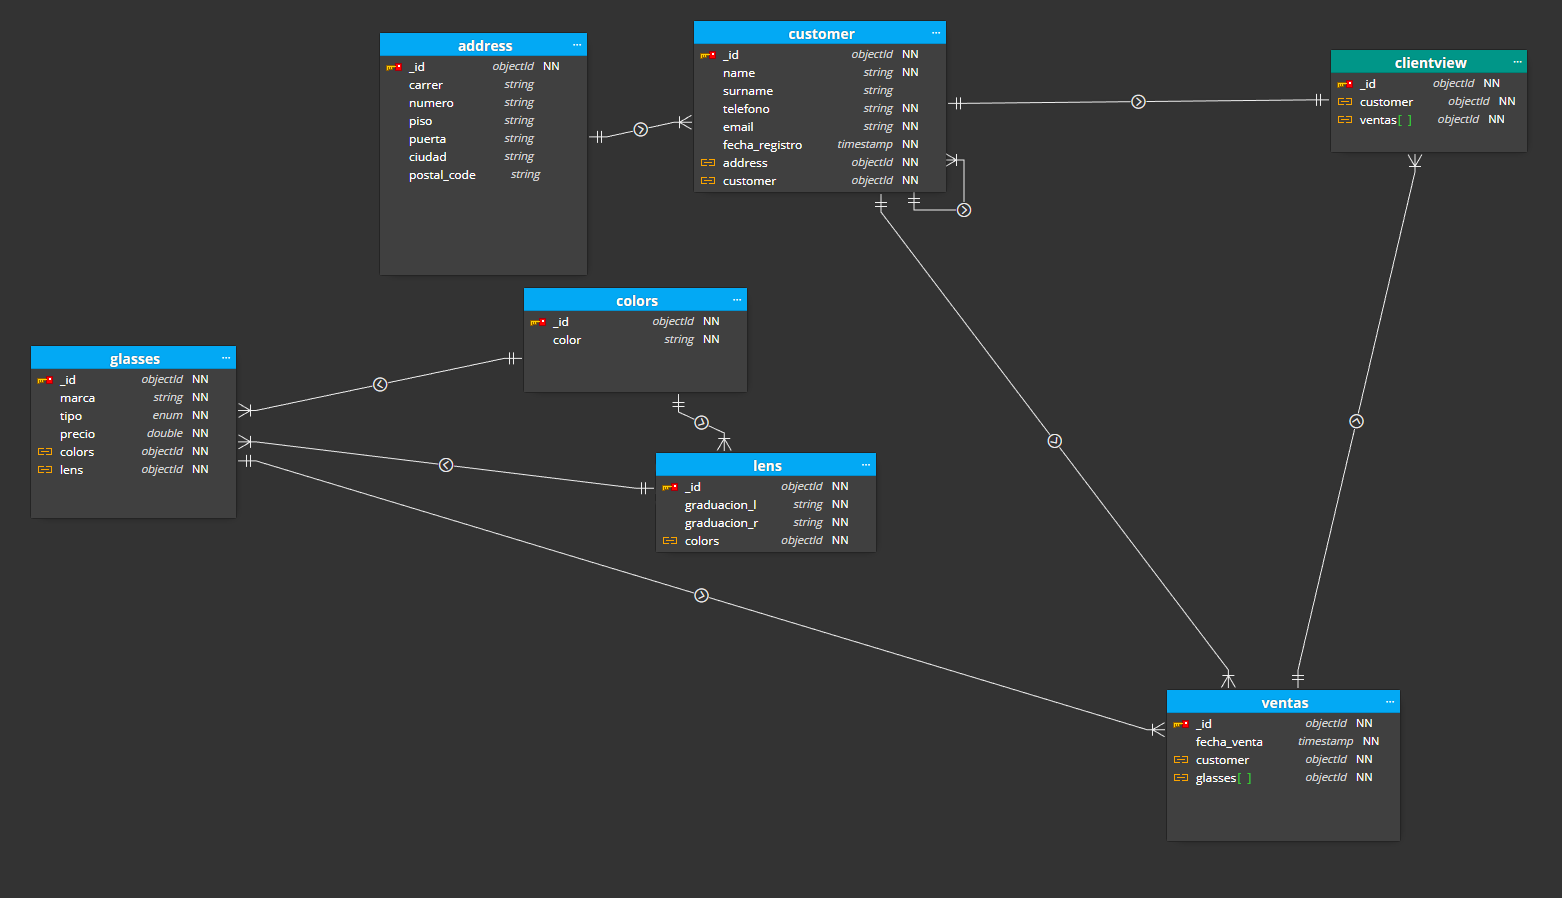 address ...
_id objectId NN
carrer string
numero string
piso string
puerta string
ciudad string
postal_code string
customer ...
_id objectId NN
name string NN
surname string
telefono string NN
email string NN
fecha_registro timestamp NN
address objectId NN
customer objectId NN
clientview ...
_id objectId NN
customer objectId NN
ventas[ ] objectId NN
colors ...
_id objectId NN
color string NN
glasses ...
_id objectId NN
marca string NN
tipo enum NN
precio double NN
colors objectId NN
lens objectId NN
lens ...
_id objectId NN
graduacion_l string NN
graduacion_r string NN
colors objectId NN
ventas ...
_id objectId NN
fecha_venta timestamp NN
customer objectId NN
glasses[ ] objectId NN